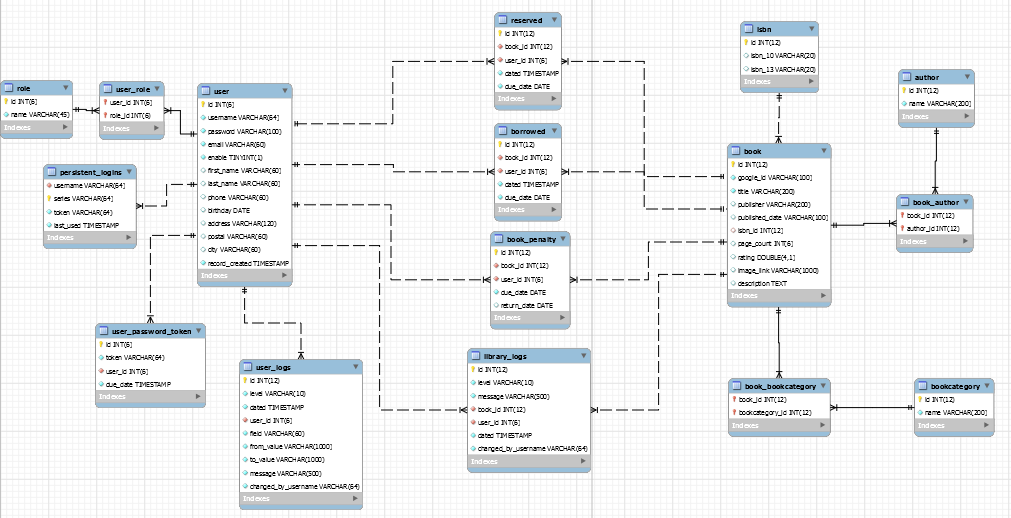 role
id INT(6)
name VARCHAR(45)
Indexes
user_role
user_id INT(6)
role_id INT(6)
Indexes
user
id INT(6)
username VARCHAR(64)
password VARCHAR(100)
email VARCHAR(60)
enable TINYINT(1)
first_name VARCHAR(60)
last_name VARCHAR(60)
phone VARCHAR(60)
birthday DATE
address VARCHAR(120)
postal VARCHAR(60)
city VARCHAR(60)
record_created TIMESTAMP
Indexes
persistent_logins
username VARCHAR(64)
series VARCHAR(64)
token VARCHAR(64)
last_used TIMESTAMP
Indexes
user_password_token
id INT(6)
token VARCHAR(64)
user_id INT(6)
due_date TIMESTAMP
Indexes
user_logs
id INT(12)
level VARCHAR(10)
dated TIMESTAMP
user_id INT(6)
field VARCHAR(60)
from_value VARCHAR(1000)
to_value VARCHAR(1000)
message VARCHAR(500)
changed_by_username VARCHAR(64)
Indexes
reserved
id INT(12)
book_id INT(12)
user_id INT(6)
dated TIMESTAMP
due_date DATE
Indexes
borrowed
id INT(12)
book_id INT(12)
user_id INT(6)
dated TIMESTAMP
due_date DATE
Indexes
book_penalty
id INT(12)
book_id INT(12)
user_id INT(6)
due_date DATE
return_date DATE
Indexes
library_logs
id INT(12)
level VARCHAR(10)
message VARCHAR(500)
book_id INT(12)
user_id INT(6)
dated TIMESTAMP
changed_by_username VARCHAR(64)
Indexes
isbn
id INT(12)
isbn_10 VARCHAR(20)
isbn_13 VARCHAR(20)
Indexes
book
id INT(12)
google_id VARCHAR(100)
title VARCHAR(200)
publisher VARCHAR(200)
published_date VARCHAR(100)
isbn_id INT(12)
page_count INT(6)
rating DOUBLE(4,1)
image_link VARCHAR(1000)
description TEXT
Indexes
author
id INT(12)
name VARCHAR(200)
Indexes
book_author
book_id INT(12)
author_id INT(12)
Indexes
book_bookcategory
book_id INT(12)
bookcategory_id INT(12)
Indexes
bookcategory
id INT(12)
name VARCHAR(200)
Indexes